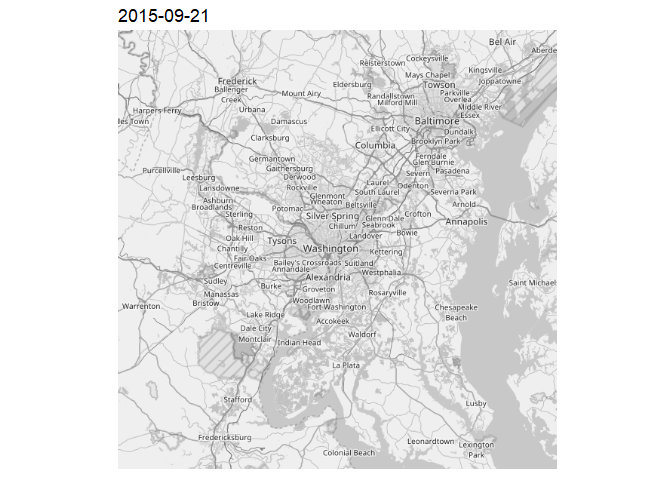 2015-09-21
Bel Air
Cockeysville
Aberde
Reisterstown
Kingsville
Mays Chapel
Joppatowne
Frederick
Eldersburg
Towson
Ballenger
Creek
Mount Airy
Randallstown
Milford Mill
Parkville
Overlea
Middle River
Essex
Urbana
Harpers Ferry
les Town
Damascus
Baltimore
Ellicott City
Dundalk
Clarksburg
Columbia
Brooklyn Park
Germantown
Ferndale
Glen Burnie
Gaithersburg
Derwood
Purcellville
Leesburg
Severn
Pasadena
Laurel
Rockville
Lansdowne
South Laurel
Odenton
Severna Park
Glenmont
Wheaton
Ashburn
Broadlands
Beltsville
Arnold
Potomac
Sterling
Silver Spring
Glenn Dale
Crofton
Annapolis
Reston
Chillum
Seabrook
Oak Hill
Tysons
Landover
Bowie
Chantilly
Washington
Kettering
Fair Oaks
Centreville
Bailey's Crossroads
Suitland
Annandale
Westphalia
Sudley
Alexandria
Saint Michaels
Burke
Groveton
Rosaryville
Manassas
Bristow
Woodlawn
Warrenton
Fort Washington
Chesapeake
Beach
Lake Ridge
Accokeek
Dale City
Waldorf
Montclair
Indian Head
La Plata
Stafford
Lusby
Fredericksburg
Leonardtown
Lexington
Park
Colonial Beach